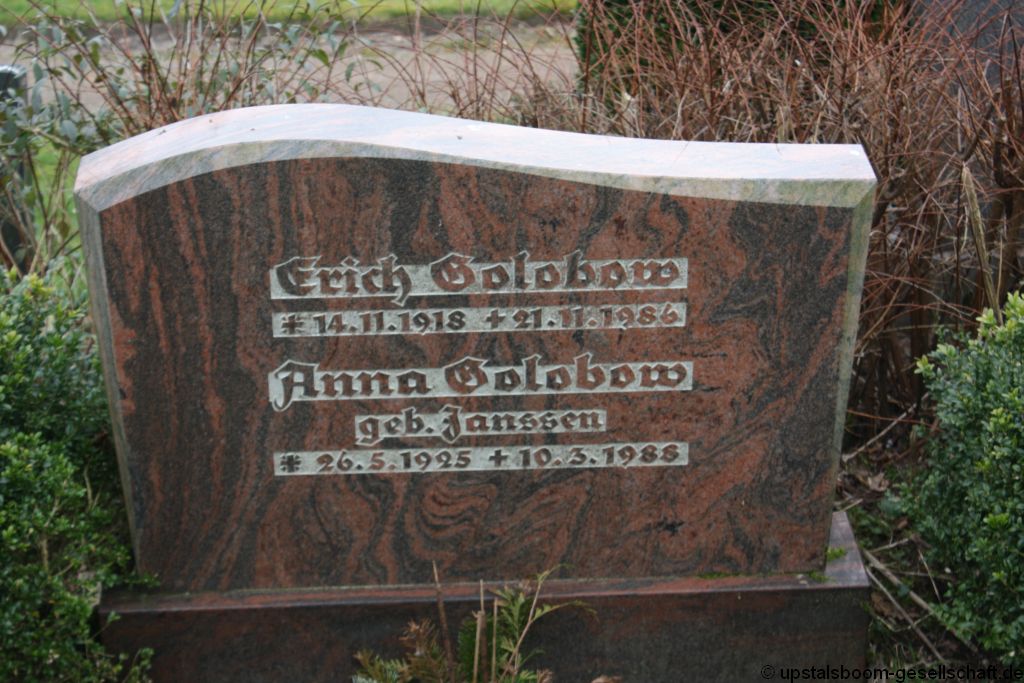 Erich Golobow
* 14.11.1918 +21.11.1986
Anna Golobow
geb. Janssen
* 26.5.1925 + 10.3.1988
© upstalsboom-gesellschaft.de